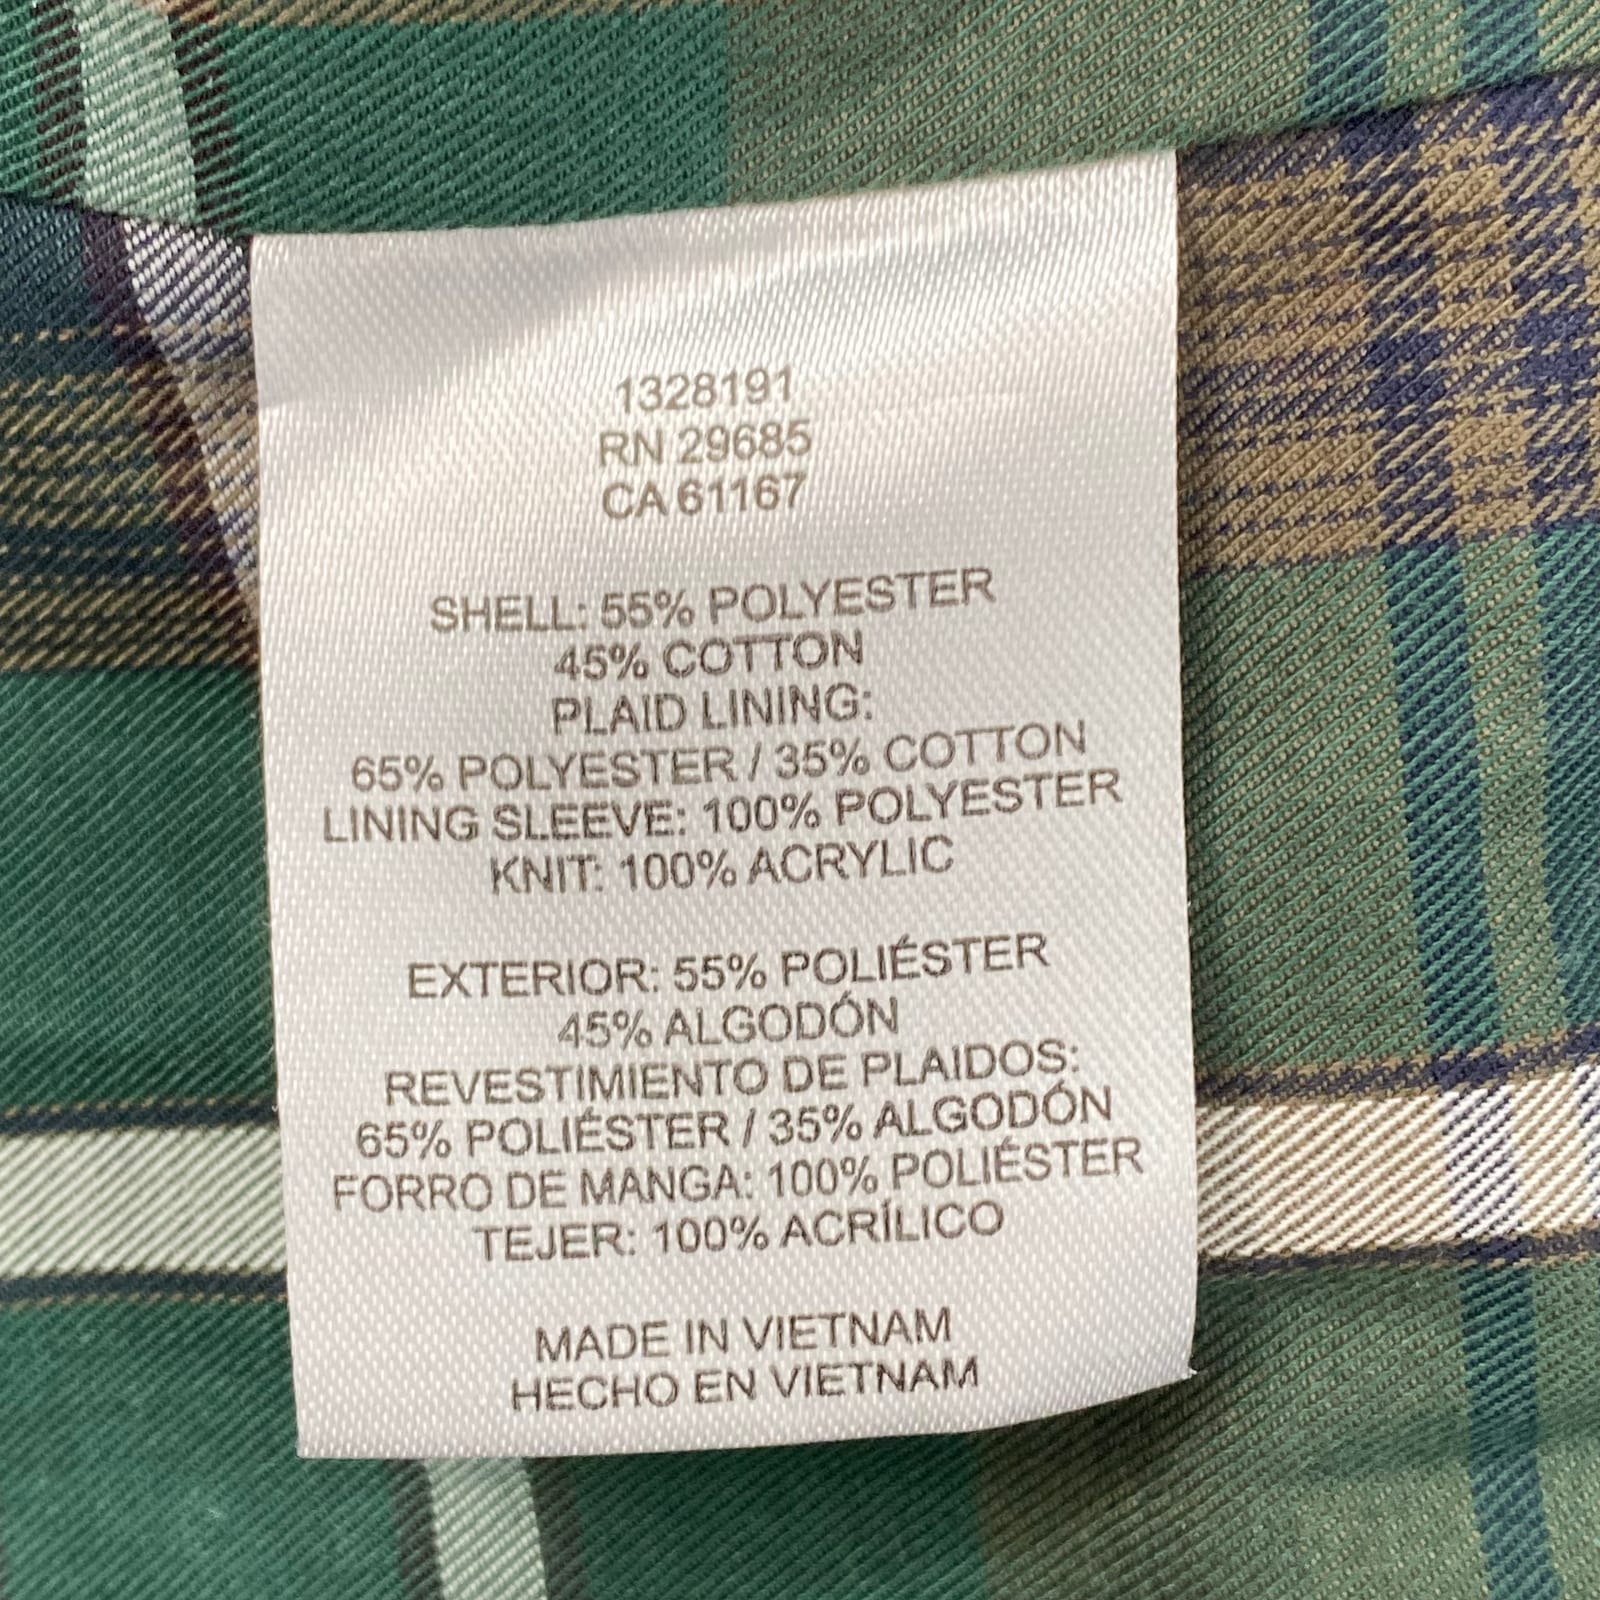 1328191
RN 29685
CA 61167
SHELL: 55% POLYESTER
45% COTTON
PLAID LINING:
65% POLYESTER / 35% COTTON
LINING SLEEVE: 100% POLYESTER
KNIT: 100% ACRYLIC
EXTERIOR: 55% POLIÉSTER
45% ALGODÓN
REVESTIMIENTO DE PLAIDOS:
65% POLIÉSTER / 35% ALGODÓN
FORRO DE MANGA: 100% POLIÉSTER
TEJER: 100% ACRÍLICO
MADE IN VIETNAM
HECHO EN VIETNAM